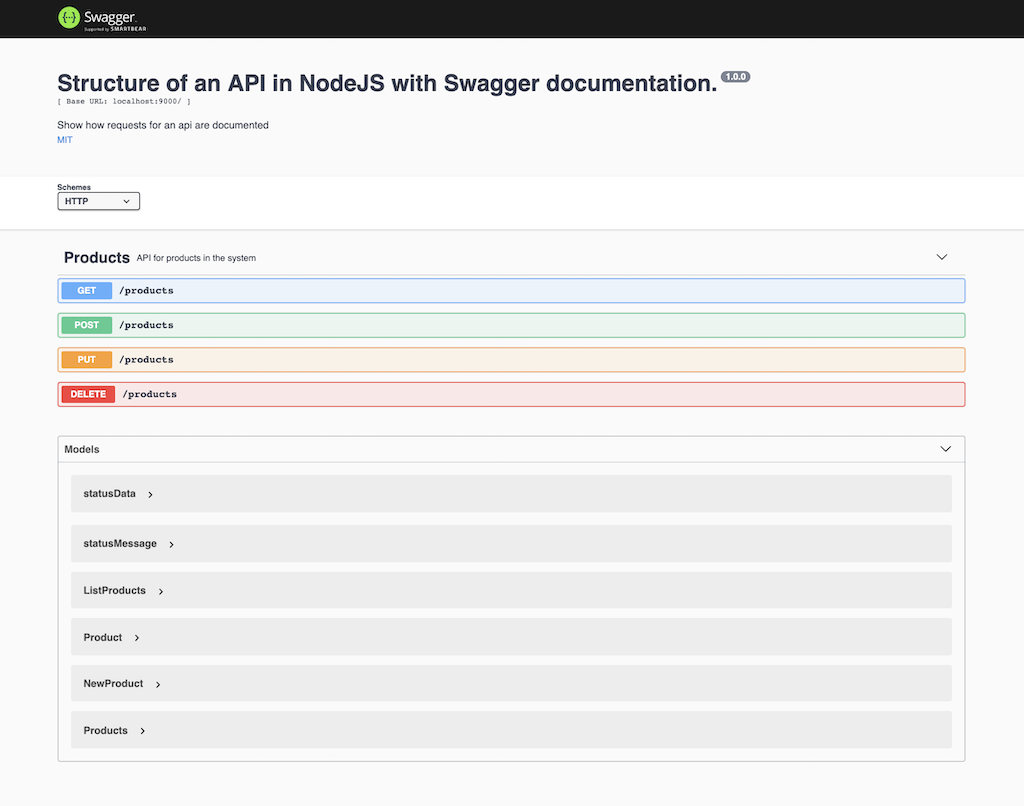 Swagger
Supported by SMARTBEAR
Structure of an API in NodeJS with Swagger documentation. 1.0.0
[ Base URL: localhost:9000/ ]
Show how requests for an api are documented
MIT
Schemes
HTTP
Products API for products in the system
GET /products
POST /products
PUT /products
DELETE /products
Models
statusData
statusMessage
ListProducts
Product
NewProduct
Products